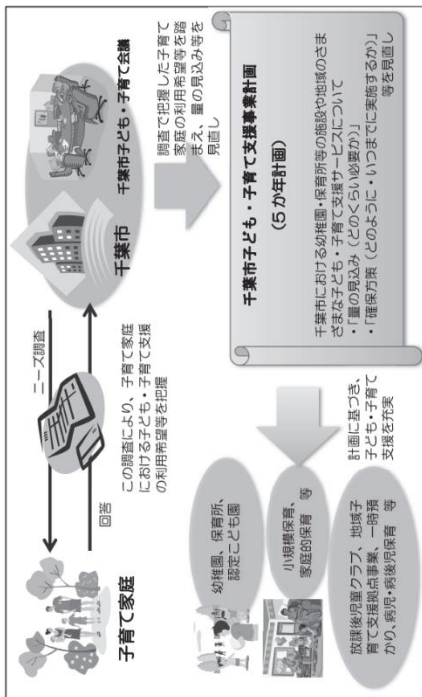 子育て家庭
ニーズ調査
回答
この調査により、子育て家庭
における子ども・子育て支援
の利用希望等を把握
千葉市
千葉市子ども・子育て会議
調査で把握した子育て
家庭の利用希望等を踏
まえ、量の見込み等を
見直し
千葉市子ども・子育て支援事業計画
(5か年計画)
千葉市における幼稚園・保育所等の施設や地域のさま
ざまな子ども・子育て支援サービスについて
・「量の見込み(どのくらい必要か)」
・「確保方策(どのように・いつまでに実施するか)」
等を見直し
計画に基づき、
子ども・子育て
支援を充実
幼稚園、保育所、
認定こども園
小規模保育、
家庭的保育 等
放課後児童クラブ、地域子
育て支援拠点事業、一時預
かり、病児・病後児保育 等